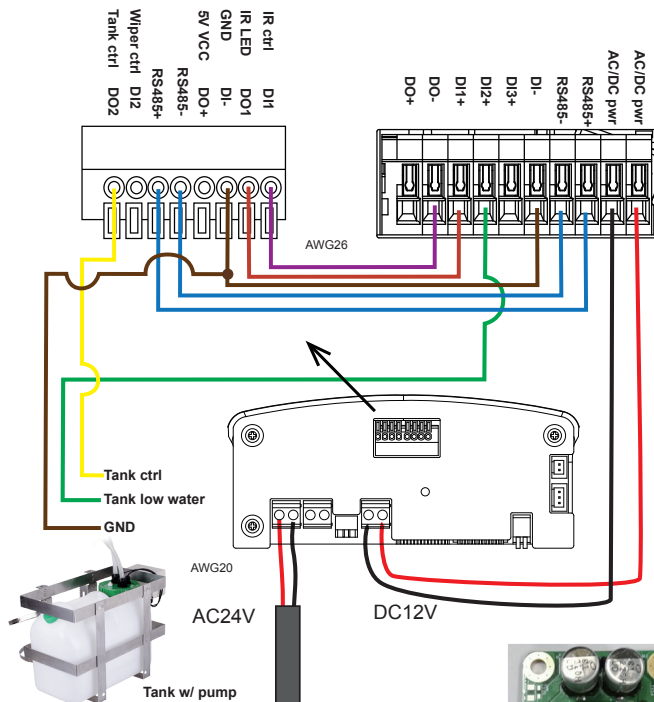 Tank ctrl DO2
Wiper ctrl DI2
RS485+
RS485-
5V VCC DO+
GND DI-
IR LED DO1
IR ctrl DI1
DO+
DO-
DI1+
DI2+
DI3+
DI-
RS485-
RS485+
AC/DC pwr
AC/DC pwr
AWG26
Tank ctrl
Tank low water
GND
AWG20
AC24V
DC12V
Tank w/ pump